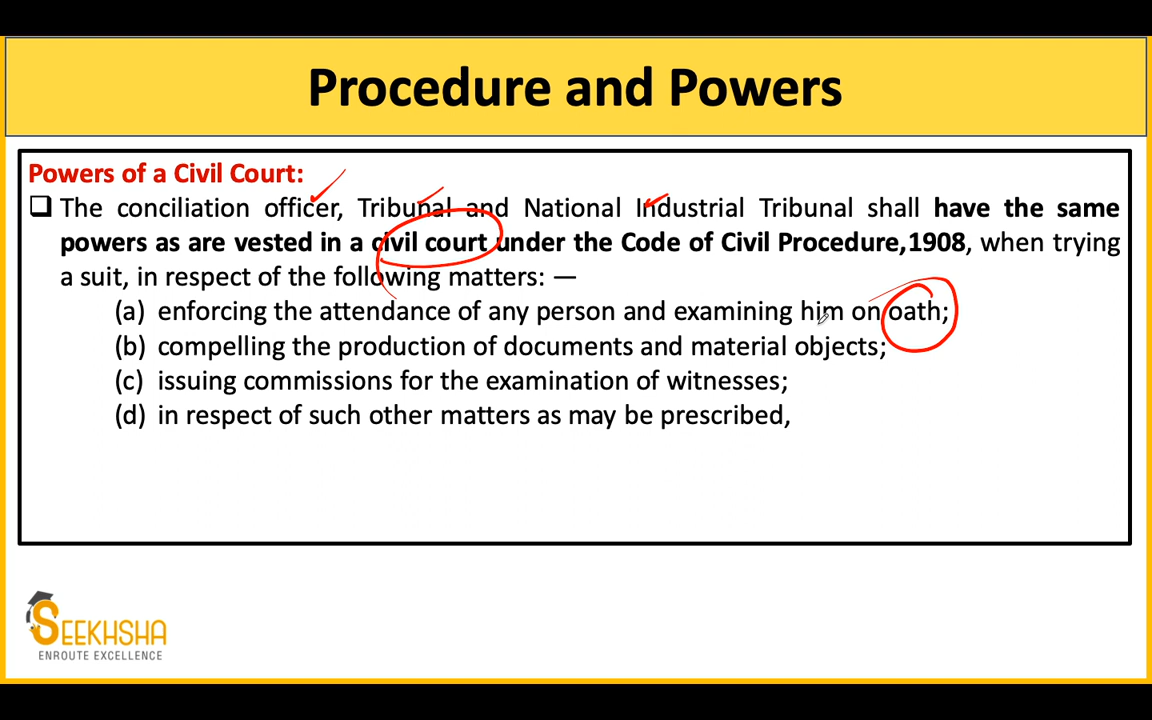 Procedure and Powers
Powers of a Civil Court:
The conciliation officer, Tribunal and National Industrial Tribunal shall have the same
powers as are vested in a civil court under the Code of Civil Procedure,1908, when trying
a suit, in respect of the following matters: —
(a) enforcing the attendance of any person and examining him on oath;
(b) compelling the production of documents and material objects;
(c) issuing commissions for the examination of witnesses;
(d) in respect of such other matters as may be prescribed,
SEEKHSHA
ENROUTE EXCELLENCE